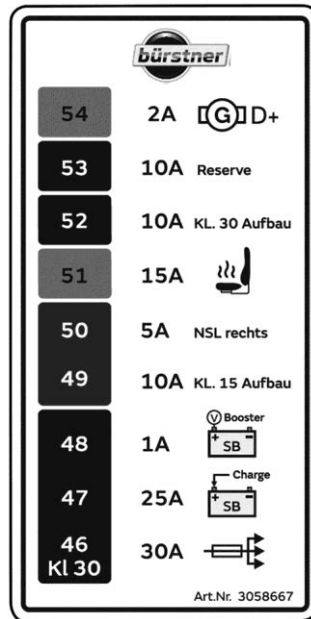 bürstner
54 2A G D+
53 10A Reserve
52 10A KL. 30 Aufbau
51 15A
50 5A NSL rechts
49 10A KL. 15 Aufbau
V Booster
48 1A + - SB
Charge
47 25A + - SB
46 30A
Kl 30
Art.Nr. 3058667